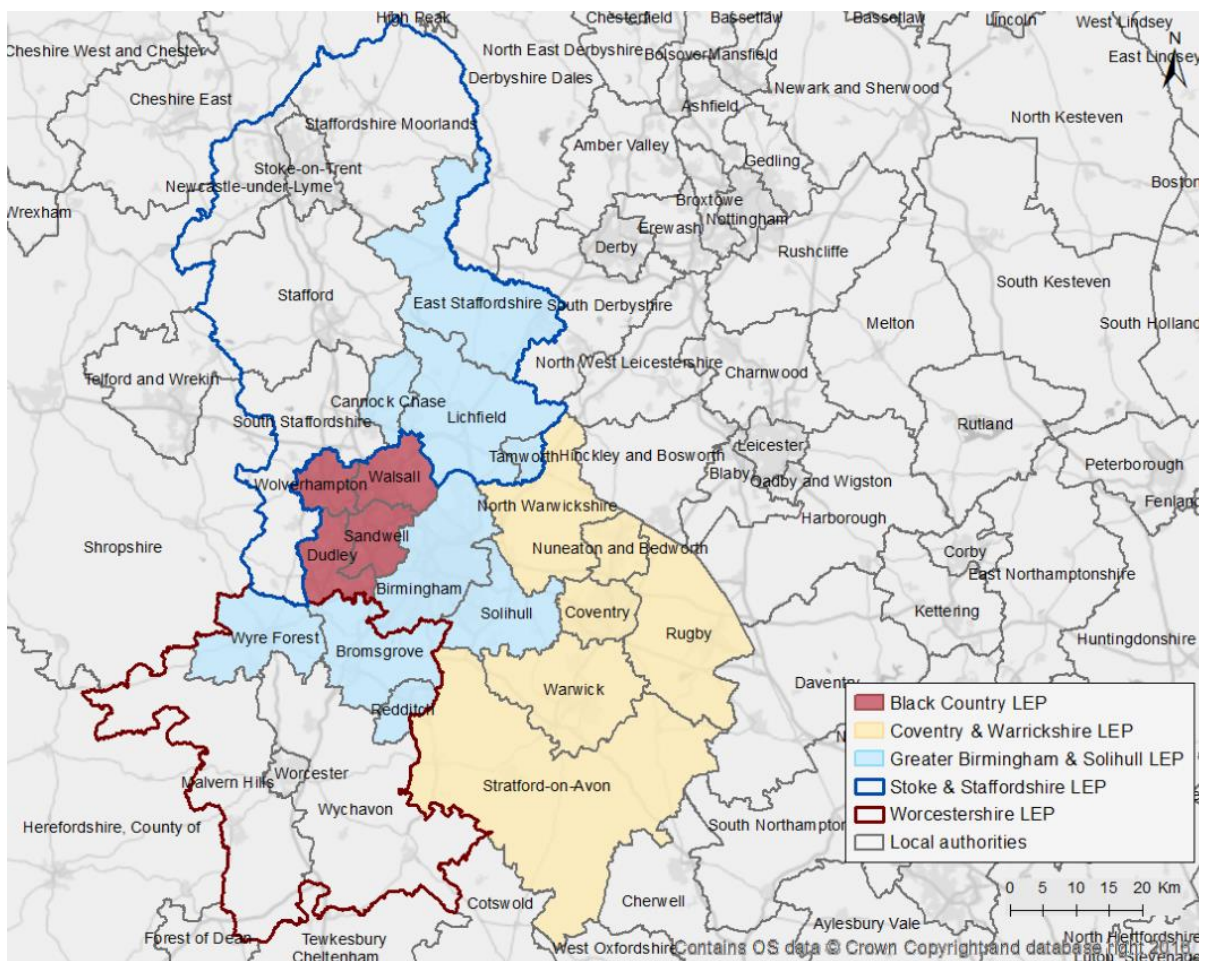 High Peak
Chesterfield
Bassetlaw
Bassetlaw
Lincoln
West Lindsey
Cheshire West and Chester
North East Derbyshire
Bolsover
Mansfield
East Lindsey
N
Derbyshire Dales
Cheshire East
Newark and Sherwood
Ashfield
North Kesteven
Staffordshire Moorlands
Amber Valley
Gedling
Stoke-on-Trent
Newcastle-under-Lyme
Boston
Wrexham
Broxtowe
Nottingham
Erewash
Derby
Rushcliffe
South Kesteven
Stafford
East Staffordshire
South Derbyshire
Melton
South Holland
North West Leicestershire
Telford and Wrekin
Charnwood
Cannock Chase
Lichfield
South Staffordshire
Rutland
Leicester
Tamworth
Hinckley and Bosworth
Peterborough
Walsall
Wolverhampton
Blaby
Oadby and Wigston
Fenland
North Warwickshire
Harborough
Sandwell
Shropshire
Nuneaton and Bedworth
Dudley
Corby
East Northamptonshire
Birmingham
Solihull
Coventry
Kettering
Wyre Forest
Rugby
Huntingdonshire
Bromsgrove
Daventry
Warwick
Redditch
Black Country LEP
Coventry & Warrickshire LEP
Greater Birmingham & Solihull LEP
Stoke & Staffordshire LEP
Worcestershire LEP
Local authorities
Worcester
Malvern Hills
Stratford-on-Avon
Wychavon
Herefordshire, County of
South Northampton
0 5 10 15 20 Km
Cotswold
Cherwell
Aylesbury Vale
Forest of Dean
Tewkesbury
Cheltenham
West Oxfordshire
North Hertfordshire
Contains OS data © Crown Copyright and database right 2016